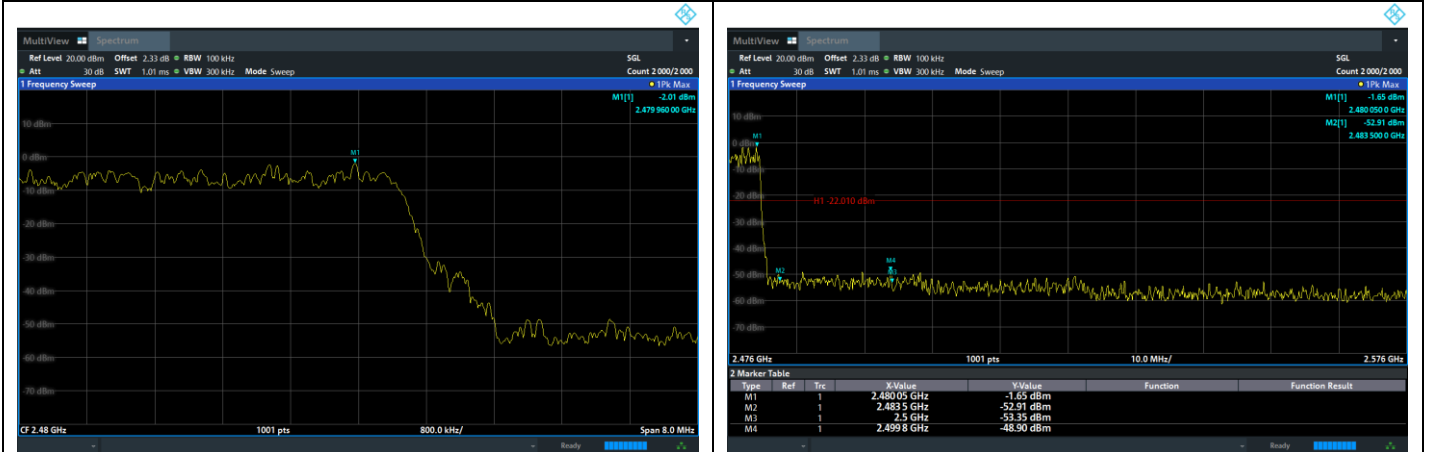 MultiView Spectrum
Ref Level 20.00 dBm Offset 2.33 dB RBW 100 kHz SGL
Att 30 dB SWT 1.01 ms VBW 300 kHz Mode Sweep Count 2 000/2 000
1 Frequency Sweep 1Pk Max
M1[1] -2.01 dBm
2.479 960 00 GHz
10 dBm
M1
0 dBm
-10 dBm
-20 dBm
-30 dBm
-40 dBm
-50 dBm
-60 dBm
-70 dBm
CF 2.48 GHz 1001 pts 800.0 kHz/ Span 8.0 MHz
Ready
MultiView Spectrum
Ref Level 20.00 dBm Offset 2.33 dB RBW 100 kHz SGL
Att 30 dB SWT 1.01 ms VBW 300 kHz Mode Sweep Count 2 000/2 000
1 Frequency Sweep 1Pk Max
M1[1] -1.65 dBm
2.480 050 0 GHz
10 dBm
M2[1] -52.91 dBm
2.483 500 0 GHz
M1
0 dBm
-10 dBm
-20 dBm
H1 -22.010 dBm
-30 dBm
-40 dBm
M4
M2 M3
-50 dBm
-60 dBm
-70 dBm
2.476 GHz 1001 pts 10.0 MHz/ 2.576 GHz
2 Marker Table
Type Ref Trc X-Value Y-Value Function Function Result
M1 1 2.480 05 GHz -1.65 dBm
M2 1 2.483 5 GHz -52.91 dBm
M3 1 2.5 GHz -53.35 dBm
M4 1 2.499 8 GHz -48.90 dBm
Ready